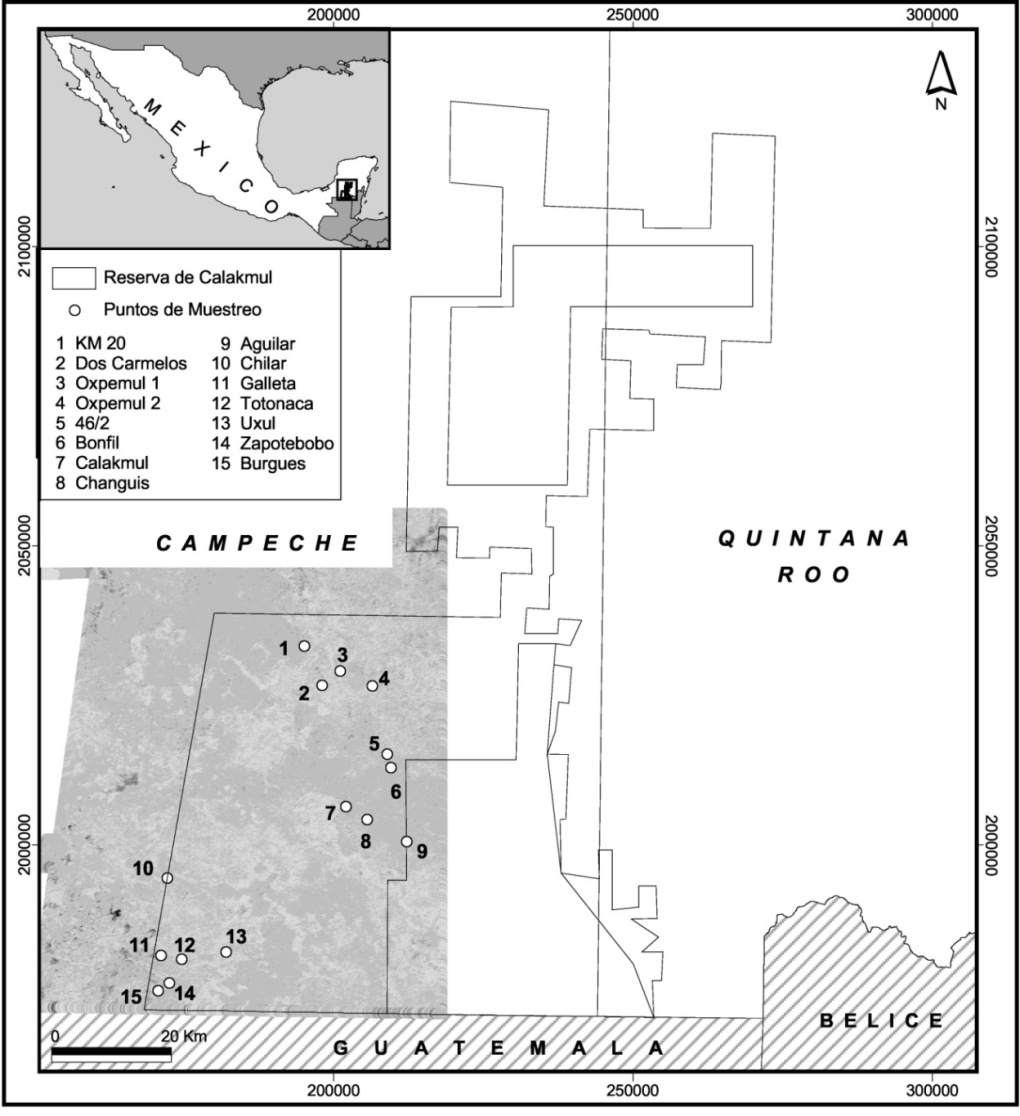 200000 250000 300000
N
MEXICO
2100000 2100000
Reserva de Calakmul
Puntos de Muestreo
1 KM 20
2 Dos Carmelos
3 Oxpemul 1
4 Oxpemul 2
5 46/2
6 Bonfil
7 Calakmul
8 Changuis
9 Aguilar
10 Chilar
11 Galleta
12 Totonaca
13 Uxul
14 Zapotebobo
15 Burgues
CAMPECHE
QUINTANA
ROO
2050000 2050000
1
3
2
4
5
6
7
8
9
2000000 2000000
10
11 12 13
15 14
0 20 Km
GUATEMALA
BELICE
200000 250000 300000